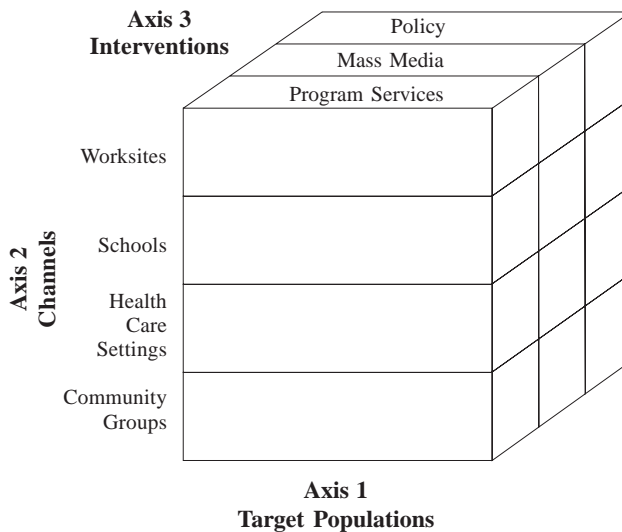 Axis 3
Interventions
Policy
Mass Media
Program Services
Worksites
Schools
Health
Care
Settings
Community
Groups
Axis 2
Channels
Axis 1
Target Populations